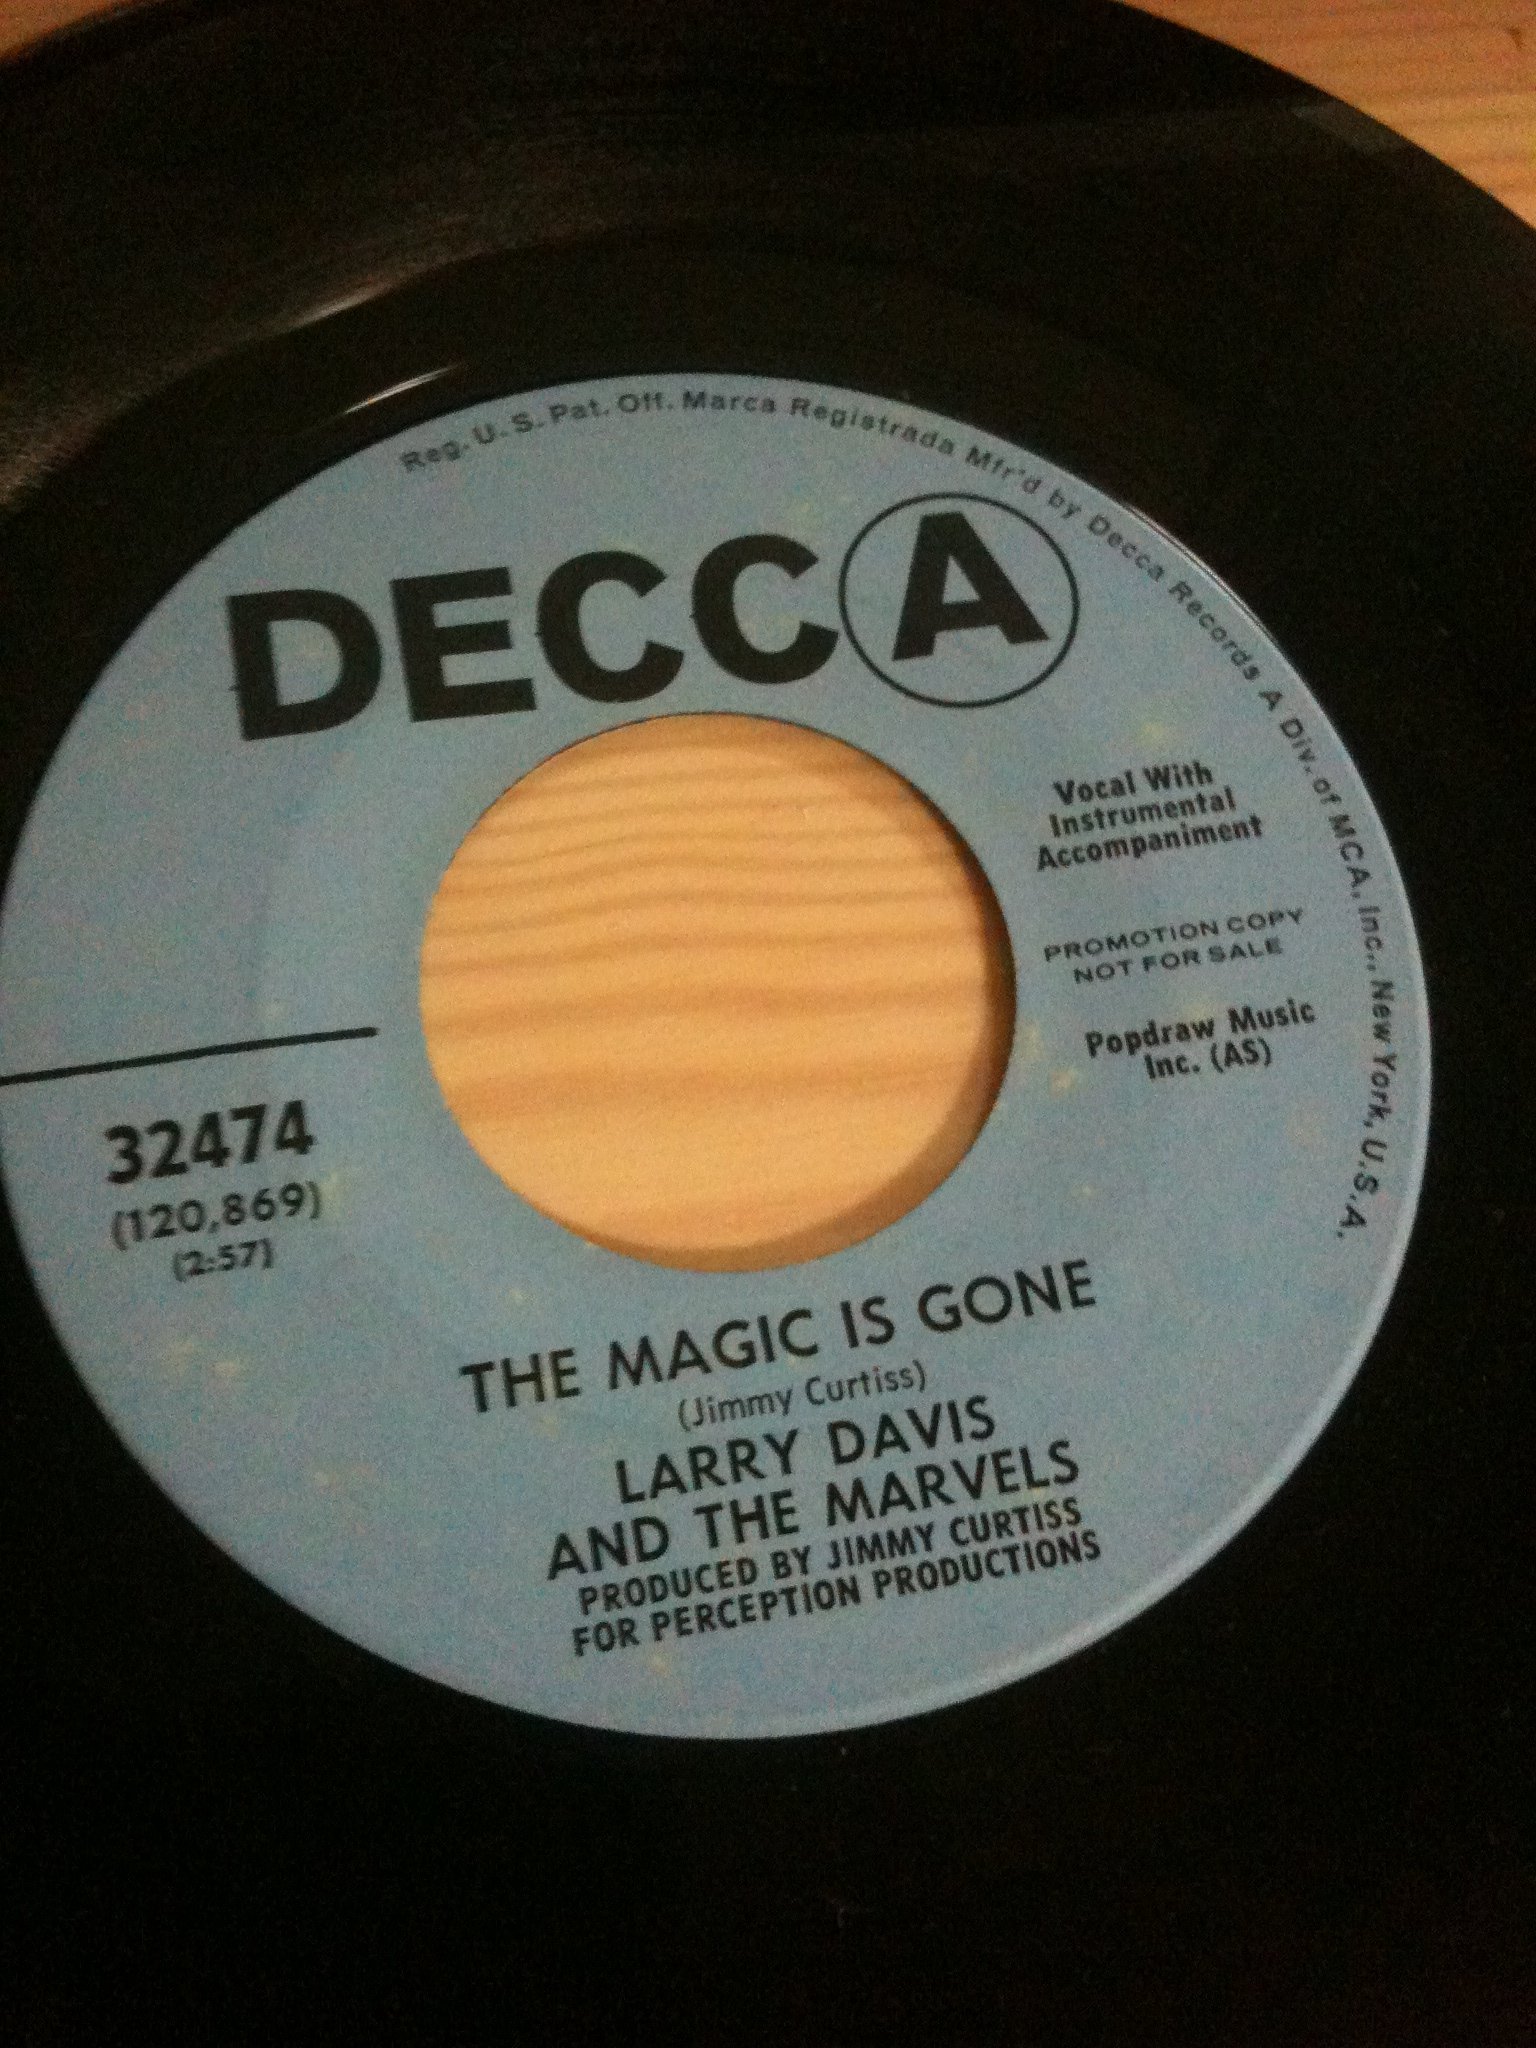 Reg. U.S. Pat. Off. Marca Registrada Mfr'd by Decca Records A Div. of MCA, Inc., New York, U.S.A.
DECCA
Vocal With
Instrumental
Accompaniment
PROMOTION COPY
NOT FOR SALE
Popdraw Music
Inc. (AS)
32474
(120,869)
(2:57)
THE MAGIC IS GONE
(Jimmy Curtiss)
LARRY DAVIS
AND THE MARVELS
PRODUCED BY JIMMY CURTISS
FOR PERCEPTION PRODUCTIONS